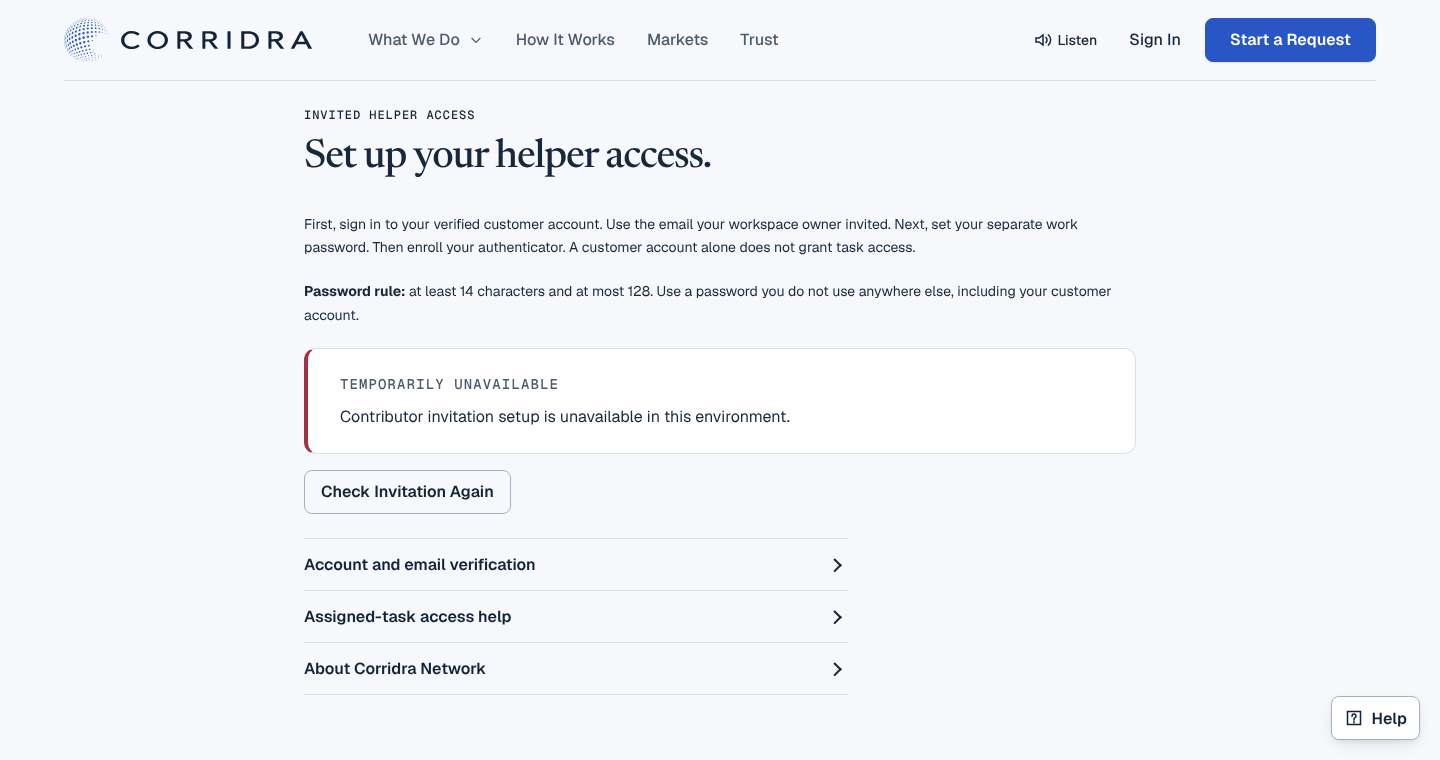 CORRIDRA
What We Do
How It Works
Markets
Trust
Listen
Sign In
Start a Request
INVITED HELPER ACCESS
Set up your helper access.
First, sign in to your verified customer account. Use the email your workspace owner invited. Next, set your separate work
password. Then enroll your authenticator. A customer account alone does not grant task access.
Password rule: at least 14 characters and at most 128. Use a password you do not use anywhere else, including your customer
account.
TEMPORARILY UNAVAILABLE
Contributor invitation setup is unavailable in this environment.
Check Invitation Again
Account and email verification
Assigned-task access help
About Corridra Network
Help